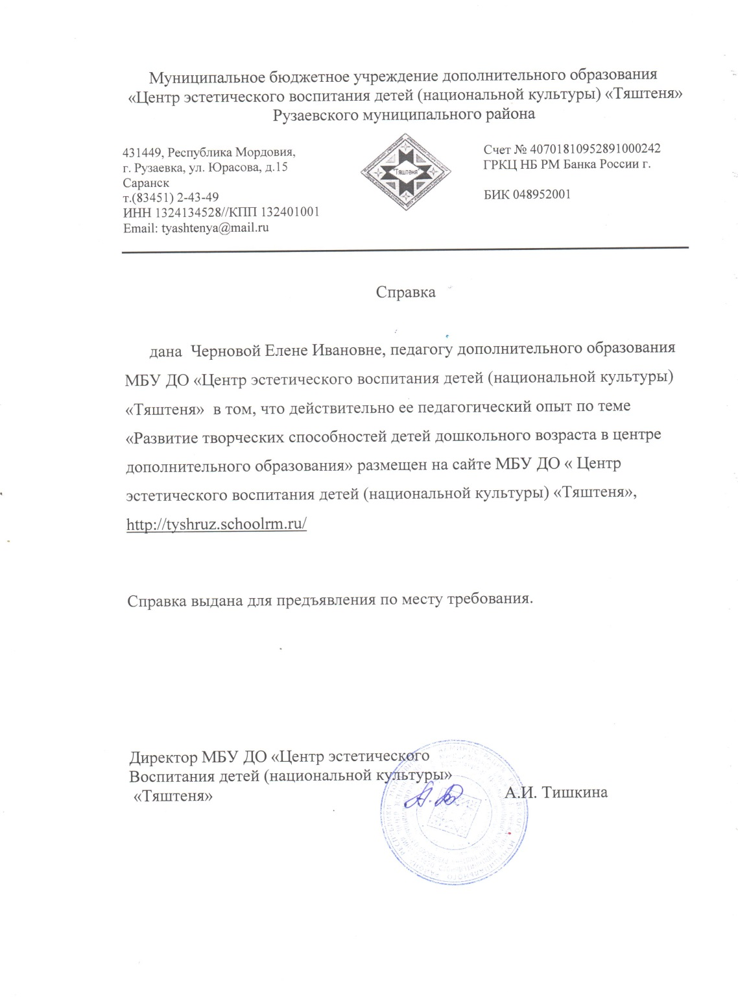 Муниципальное бюджетное учреждение дополнительного образования
«Центр эстетического воспитания детей (национальной культуры) «Тяштеня»
Рузаевского муниципального района
431449, Республика Мордовия,
г. Рузаевка, ул. Юрасова, д.15
Саранск
т.(83451) 2-43-49
ИНН 1324134528//КПП 132401001
Email: tyashtenya@mail.ru
"Тяштеня"
Счет № 40701810952891000242
ГРКЦ НБ РМ Банка России г.
БИК 048952001
Справка
дана  Черновой Елене Ивановне, педагогу дополнительного образования
МБУ ДО «Центр эстетического воспитания детей (национальной культуры)
«Тяштеня»  в том, что действительно ее педагогический опыт по теме
«Развитие творческих способностей детей дошкольного возраста в центре
дополнительного образования» размещен на сайте МБУ ДО « Центр
эстетического воспитания детей (национальной культуры) «Тяштеня»,
http://tyshruz.schoolrm.ru/
Справка выдана для предъявления по месту требования.
Директор МБУ ДО «Центр эстетического
Воспитания детей (национальной культуры»
«Тяштеня»
А.И. Тишкина